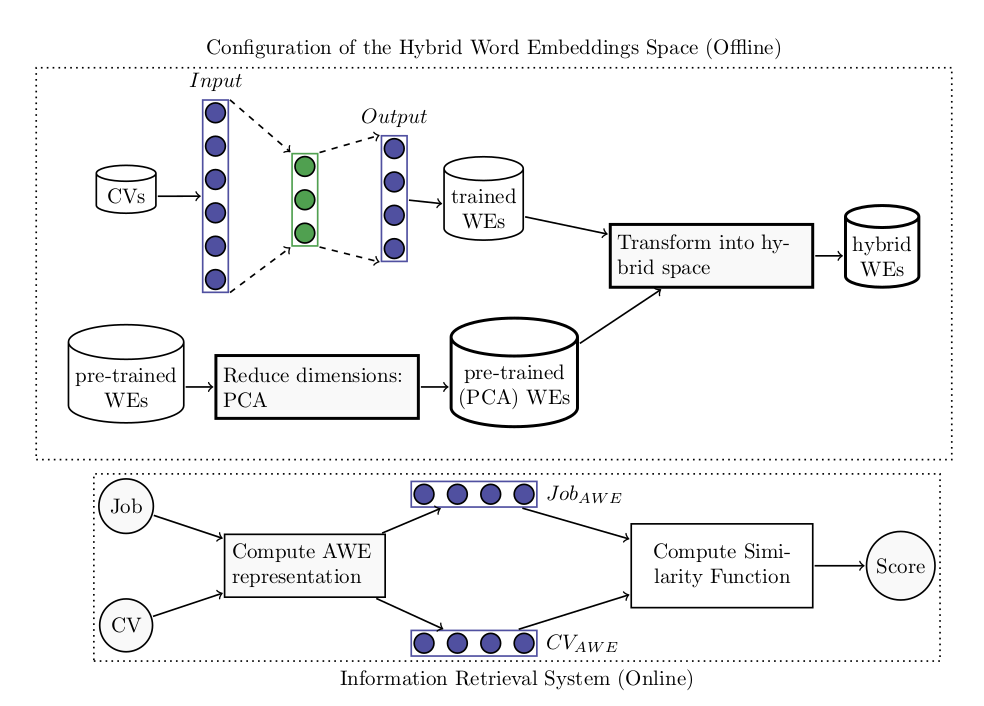 Configuration of the Hybrid Word Embeddings Space (Offline)
Input
Output
CVs
trained
WEs
Transform into hy-
brid space
hybrid
WEs
pre-trained
WEs
Reduce dimensions:
PCA
pre-trained
(PCA) WEs
Job
Job_AWE
Compute AWE
representation
Compute Simi-
larity Function
Score
CV
CV_AWE
Information Retrieval System (Online)